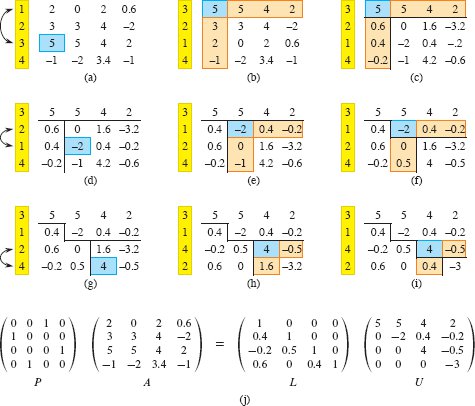 1 2 0 2 0.6 3 5 5 4 2 3 5 5 4 2
2 3 3 4 −2 2 3 3 4 −2 2 0.6 0 1.6 −3.2
3 5 5 4 2 1 2 0 2 0.6 1 0.4 −2 0.4 −.2
4 −1 −2 3.4 −1 4 −1 −2 3.4 −1 4 −0.2 −1 4.2 −0.6
(a) (b) (c)
3 5 5 4 2 3 5 5 4 2 3 5 5 4 2
2 0.6 0 1.6 −3.2 1 0.4 −2 0.4 −0.2 1 0.4 −2 0.4 −0.2
1 0.4 −2 0.4 −0.2 2 0.6 0 1.6 −3.2 2 0.6 0 1.6 −3.2
4 −0.2 −1 4.2 −0.6 4 −0.2 −1 4.2 −0.6 4 −0.2 0.5 4 −0.5
(d) (e) (f)
3 5 5 4 2 3 5 5 4 2 3 5 5 4 2
1 0.4 −2 0.4 −0.2 1 0.4 −2 0.4 −0.2 1 0.4 −2 0.4 −0.2
2 0.6 0 1.6 −3.2 4 −0.2 0.5 4 −0.5 4 −0.2 0.5 4 −0.5
4 −0.2 0.5 4 −0.5 2 0.6 0 1.6 −3.2 2 0.6 0 0.4 −3
(g) (h) (i)
0 0 1 0 2 0 2 0.6 1 0 0 0 5 5 4 2
1 0 0 0 3 3 4 −2 = 0.4 1 0 0 0 −2 0.4 −0.2
0 0 0 1 5 5 4 2 −0.2 0.5 1 0 0 0 4 −0.5
0 1 0 0 −1 −2 3.4 −1 0.6 0 0.4 1 0 0 0 −3
P A L U
(j)